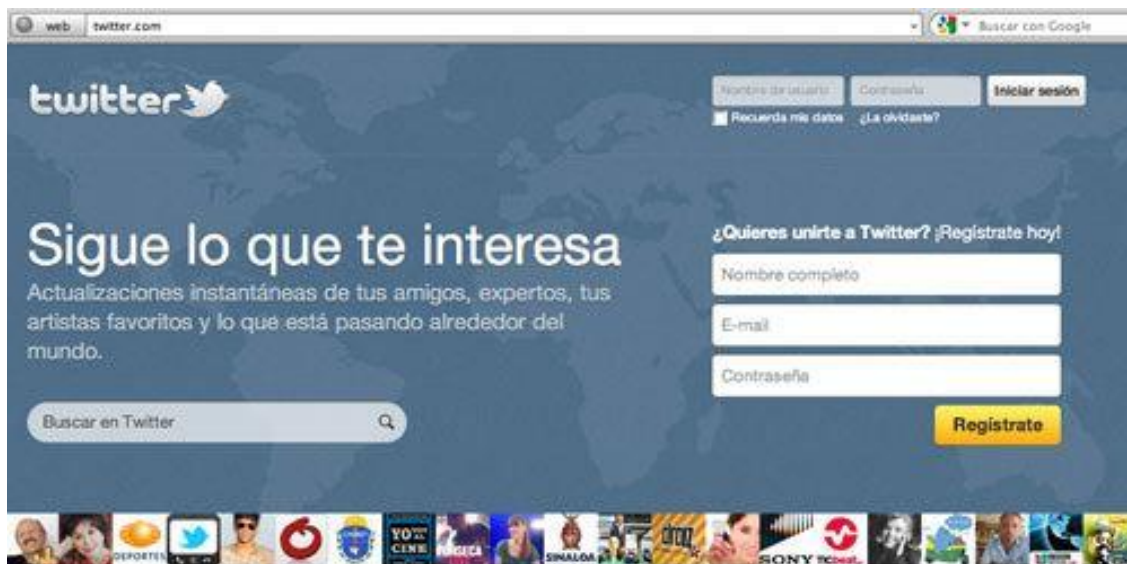 web twitter.com
Buscar con Google
twitter
Nombre de usuario Contraseña Iniciar sesión
Recuerda mis datos ¿La olvidaste?
Sigue lo que te interesa
Actualizaciones instantáneas de tus amigos, expertos, tus
artistas favoritos y lo que está pasando alrededor del
mundo.
Buscar en Twitter
¿Quieres unirte a Twitter? ¡Regístrate hoy!
Nombre completo
E-mail
Contraseña
Regístrate
DEPORTES
YO
CINE
FONSECA
SINALOA
SONY